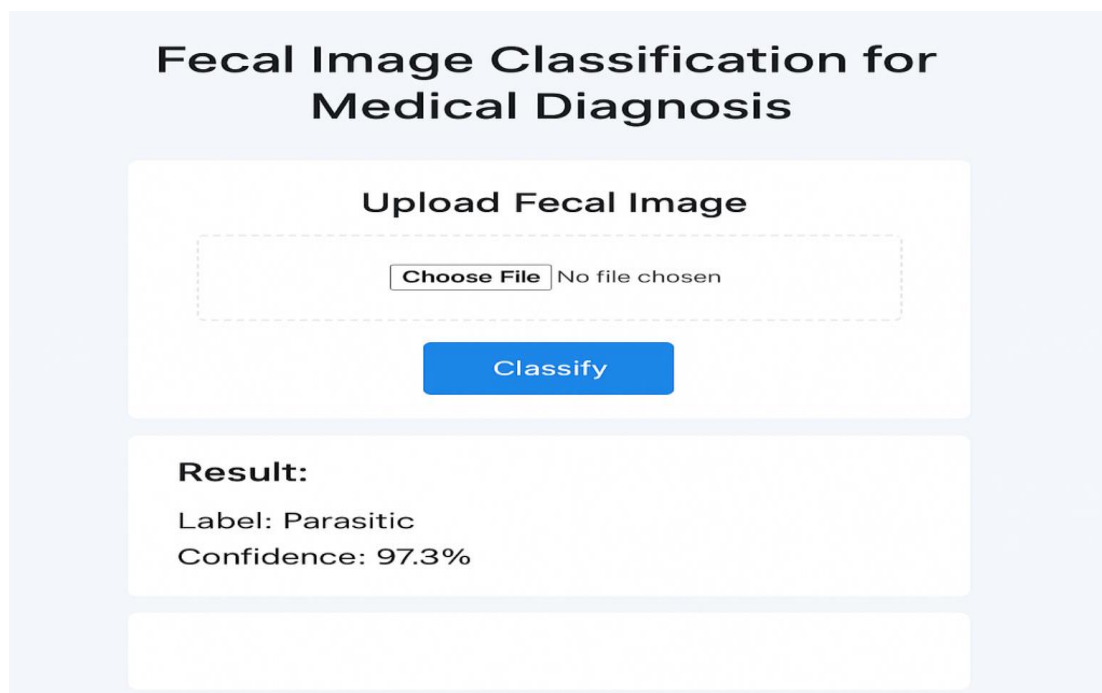 Fecal Image Classification for
Medical Diagnosis
Upload Fecal Image
Choose File No file chosen
Classify
Result:
Label: Parasitic
Confidence: 97.3%